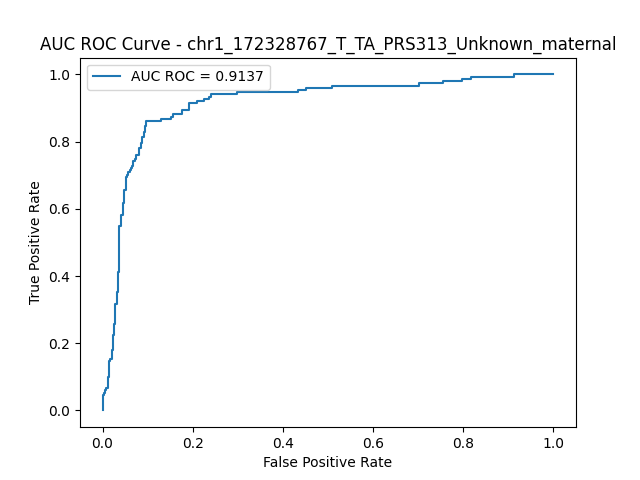 AUC ROC Curve - chr1_172328767_T_TA_PRS313_Unknown_maternal
AUC ROC = 0.9137
1.0
0.8
0.6
0.4
0.2
0.0
True Positive Rate
0.0 0.2 0.4 0.6 0.8 1.0
False Positive Rate